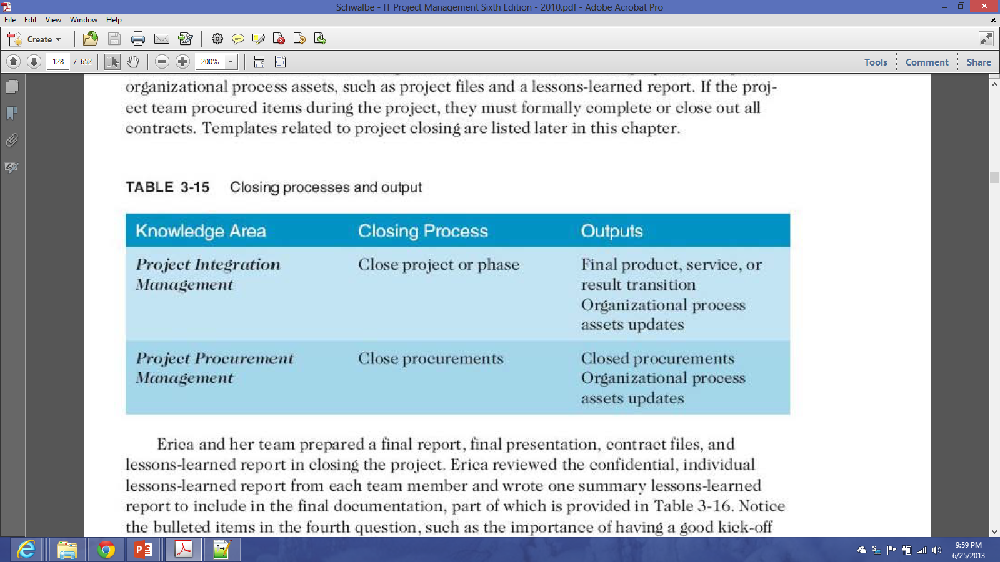 Schwalbe - IT Project Management Sixth Edition - 2010.pdf - Adobe Acrobat Pro
File Edit View Window Help
Create
128 / 652 200% Tools Comment Share
organizational process assets, such as project files and a lessons-learned report. If the proj-
ect team procured items during the project, they must formally complete or close out all
contracts. Templates related to project closing are listed later in this chapter.
TABLE 3-15 Closing processes and output
Knowledge Area Closing Process Outputs
Project Integration Close project or phase Final product, service, or
Management result transition
Organizational process
assets updates
Project Procurement Close procurements Closed procurements
Management Organizational process
assets updates
Erica and her team prepared a final report, final presentation, contract files, and
lessons-learned report in closing the project. Erica reviewed the confidential, individual
lessons-learned report from each team member and wrote one summary lessons-learned
report to include in the final documentation, part of which is provided in Table 3-16. Notice
the bulleted items in the fourth question, such as the importance of having a good kick-off
9:59 PM
6/25/2013